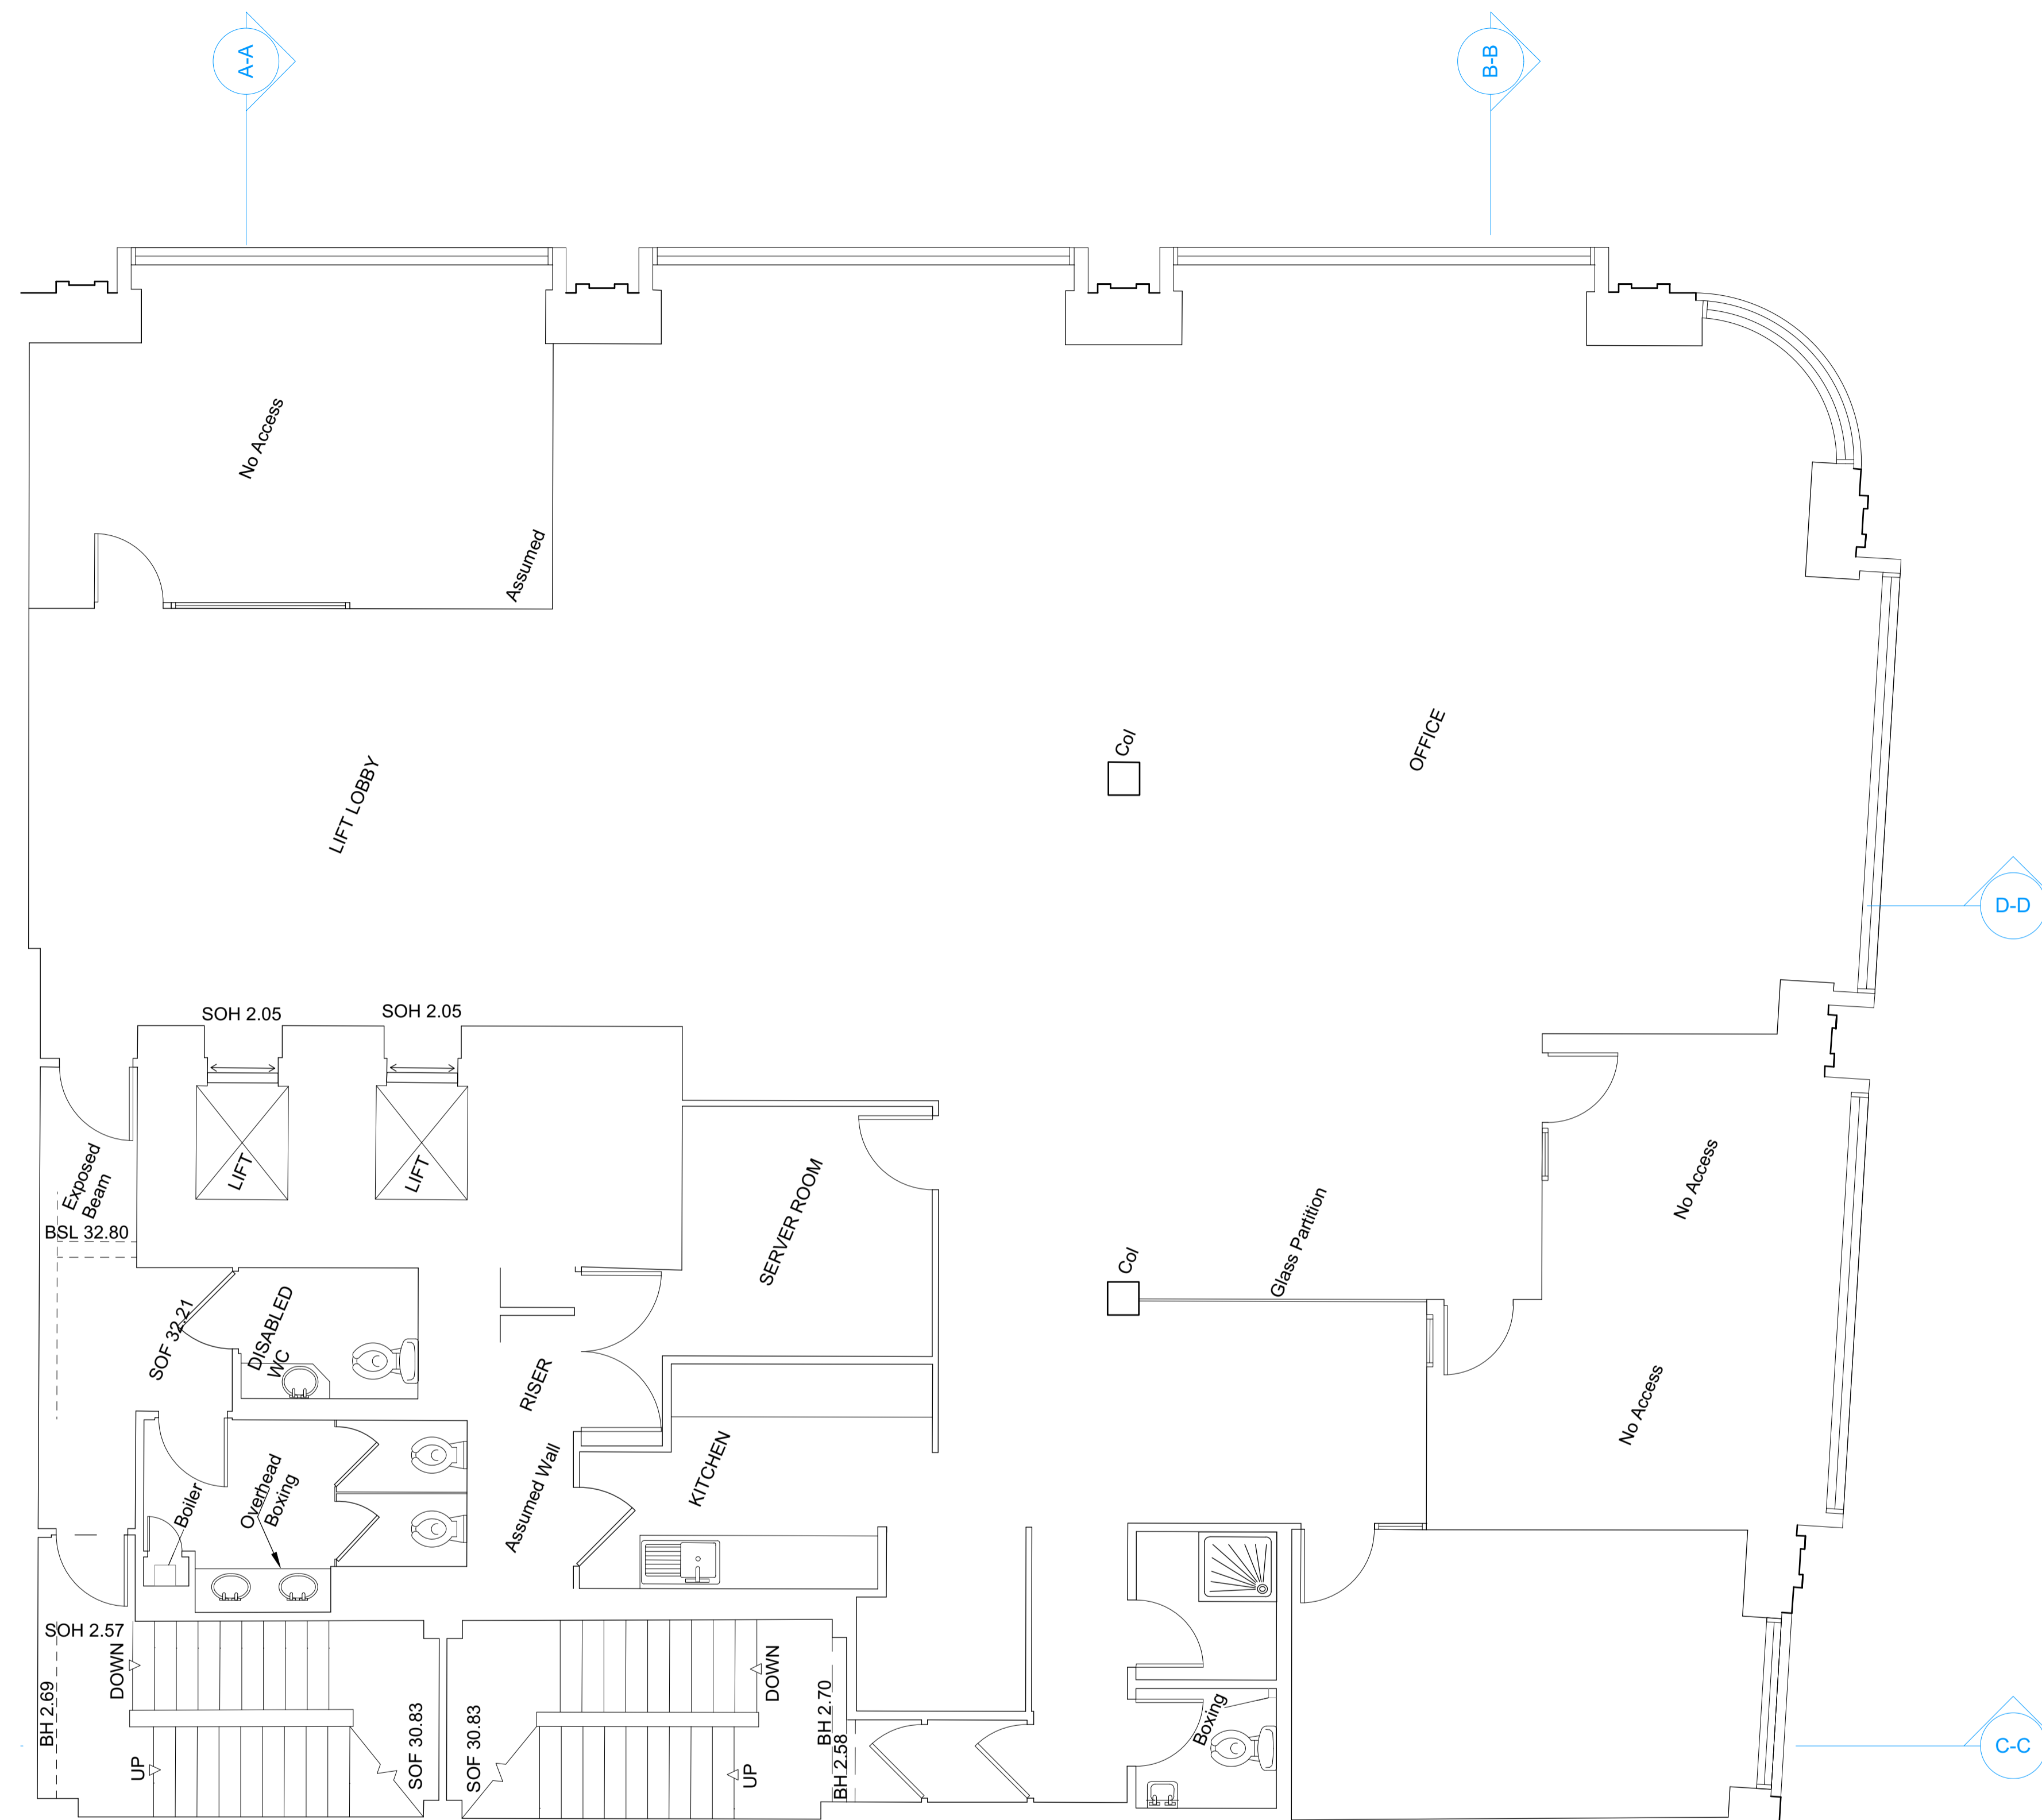 A-A
B-B
No Access
Assumed
OFFICE
Col
LIFT LOBBY
D-D
SOH 2.05
SOH 2.05
Exposed
Beam
LIFT
LIFT
BSL 32.80
SERVER ROOM
No Access
Glass Partition
Col
SOF 32.21
DISABLED
WC
RISER
No Access
Boiler
Overhead
Boxing
Assumed Wall
KITCHEN
SOH 2.57
DOWN
DOWN
BH 2.69
SOF 30.83
SOF 30.83
BH 2.70
BH 2.58
Boxing
UP
UP
C-C